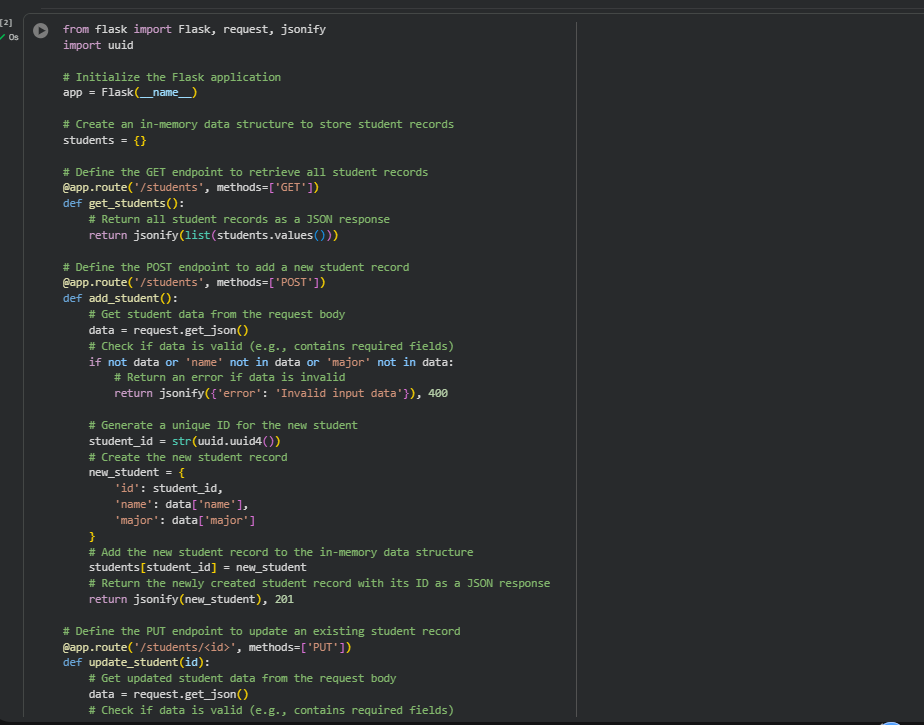 [2]
0s
from flask import Flask, request, jsonify
import uuid
# Initialize the Flask application
app = Flask(__name__)
# Create an in-memory data structure to store student records
students = {}
# Define the GET endpoint to retrieve all student records
@app.route('/students', methods=['GET'])
def get_students():
    # Return all student records as a JSON response
    return jsonify(list(students.values()))
# Define the POST endpoint to add a new student record
@app.route('/students', methods=['POST'])
def add_student():
    # Get student data from the request body
    data = request.get_json()
    # Check if data is valid (e.g., contains required fields)
    if not data or 'name' not in data or 'major' not in data:
        # Return an error if data is invalid
        return jsonify({'error': 'Invalid input data'}), 400
    # Generate a unique ID for the new student
    student_id = str(uuid.uuid4())
    # Create the new student record
    new_student = {
        'id': student_id,
        'name': data['name'],
        'major': data['major']
    }
    # Add the new student record to the in-memory data structure
    students[student_id] = new_student
    # Return the newly created student record with its ID as a JSON response
    return jsonify(new_student), 201
# Define the PUT endpoint to update an existing student record
@app.route('/students/<id>', methods=['PUT'])
def update_student(id):
    # Get updated student data from the request body
    data = request.get_json()
    # Check if data is valid (e.g., contains required fields)